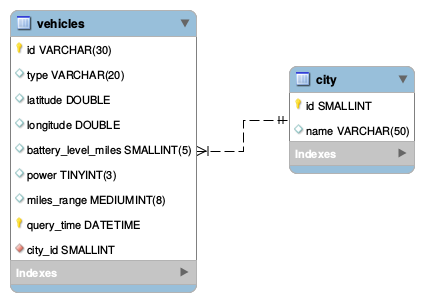 vehicles
id VARCHAR(30)
type VARCHAR(20)
latitude DOUBLE
longitude DOUBLE
battery_level_miles SMALLINT(5)
power TINYINT(3)
miles_range MEDIUMINT(8)
query_time DATETIME
city_id SMALLINT
Indexes
city
id SMALLINT
name VARCHAR(50)
Indexes